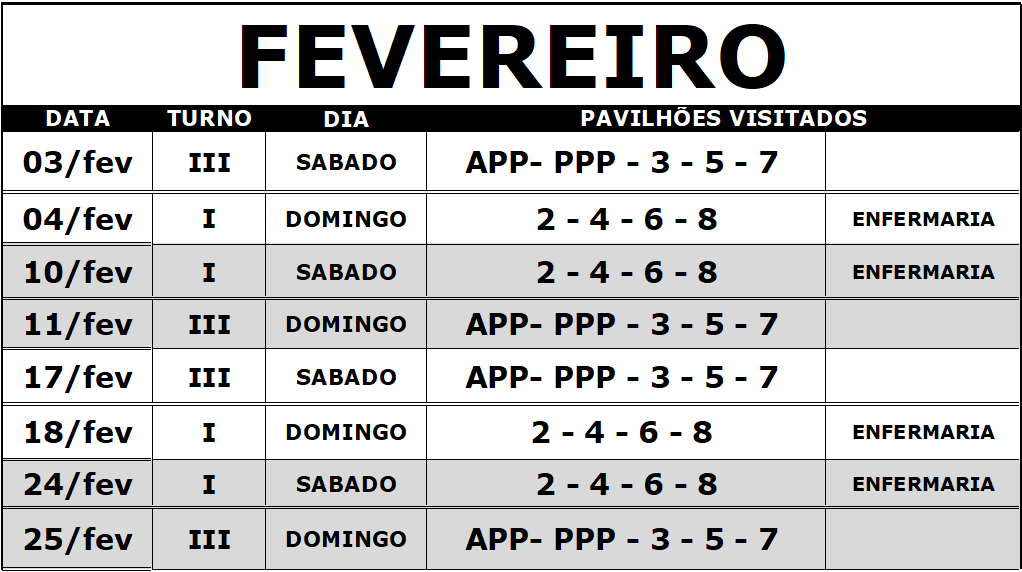 FEVEREIRO
DATA TURNO DIA PAVILHÕES VISITADOS
03/fev III SABADO APP- PPP - 3 - 5 - 7
04/fev I DOMINGO 2 - 4 - 6 - 8 ENFERMARIA
10/fev I SABADO 2 - 4 - 6 - 8 ENFERMARIA
11/fev III DOMINGO APP- PPP - 3 - 5 - 7
17/fev III SABADO APP- PPP - 3 - 5 - 7
18/fev I DOMINGO 2 - 4 - 6 - 8 ENFERMARIA
24/fev I SABADO 2 - 4 - 6 - 8 ENFERMARIA
25/fev III DOMINGO APP- PPP - 3 - 5 - 7